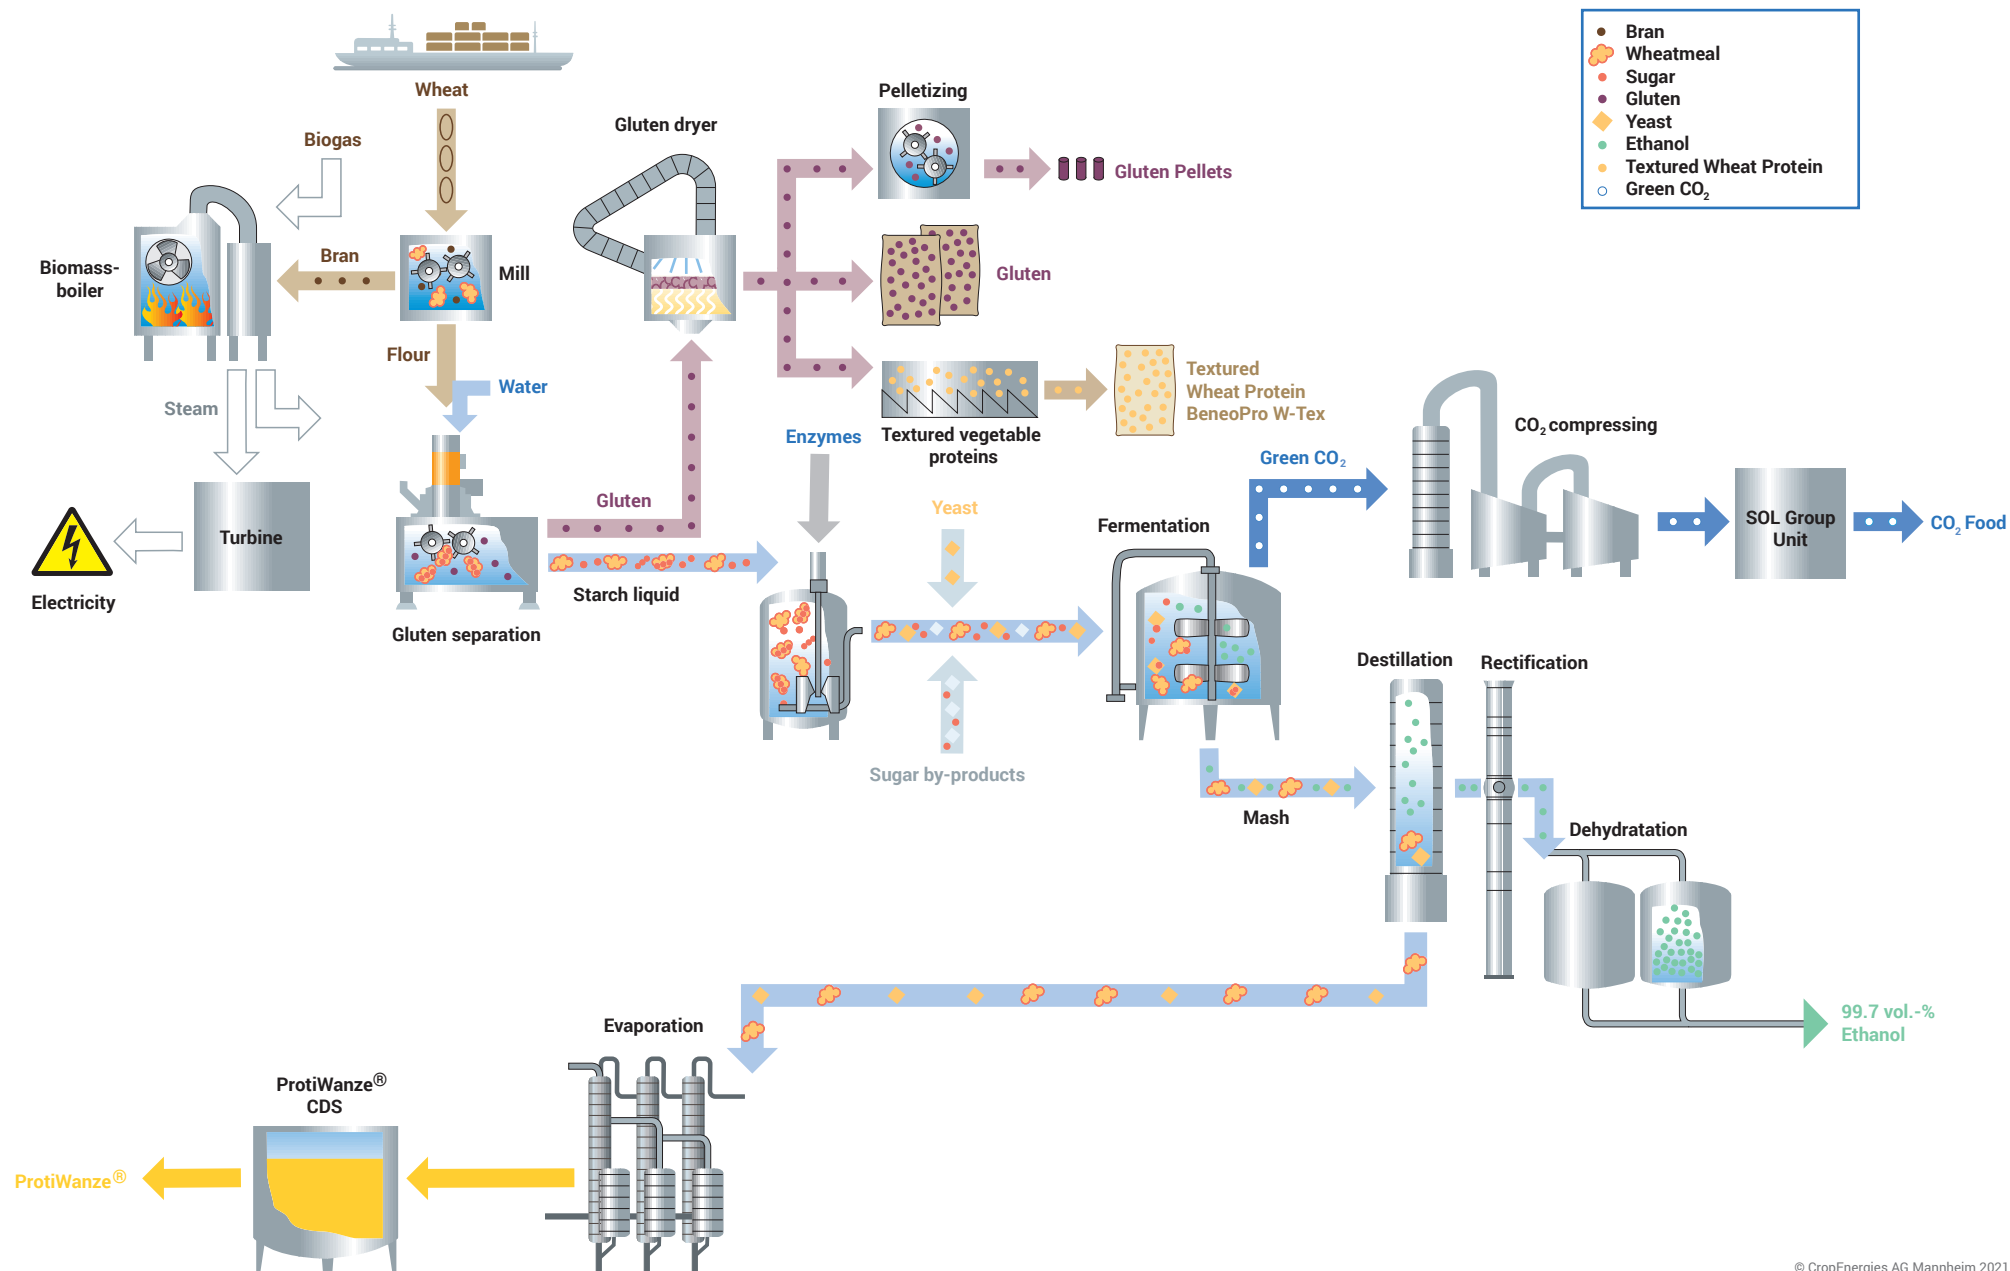 Wheat
Biogas
Gluten dryer
Pelletizing
Bran
Wheatmeal
Sugar
Gluten
Yeast
Ethanol
Textured Wheat Protein
Green CO₂
Gluten Pellets
Biomass-
boiler
Bran
Mill
Gluten
Flour
Water
Steam
Textured
Wheat Protein
BeneoPro W-Tex
Enzymes
Textured vegetable
proteins
CO₂ compressing
Green CO₂
Gluten
Yeast
Fermentation
Turbine
SOL Group
Unit
CO₂ Food
Electricity
Starch liquid
Gluten separation
Destillation
Rectification
Sugar by-products
Mash
Dehydratation
99.7 vol.-%
Ethanol
Evaporation
ProtiWanze®
CDS
ProtiWanze®
© CropEnergies AG Mannheim 2021